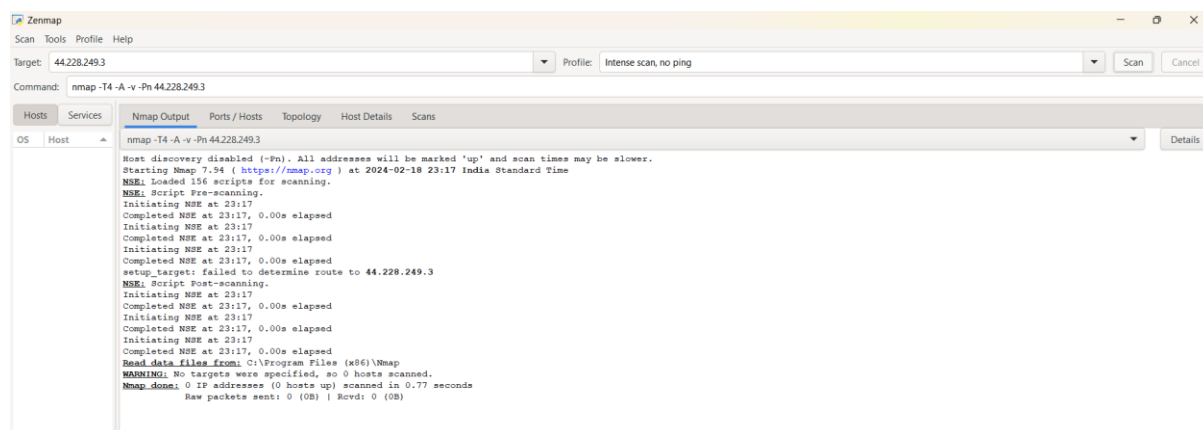 Zenmap
Scan Tools Profile Help
Target: 44.228.249.3 Profile: Intense scan, no ping Scan Cancel
Command: nmap -T4 -A -v -Pn 44.228.249.3
Hosts Services Nmap Output Ports / Hosts Topology Host Details Scans
OS Host nmap -T4 -A -v -Pn 44.228.249.3 Details
Host discovery disabled (-Pn). All addresses will be marked 'up' and scan times may be slower.
Starting Nmap 7.94 ( https://nmap.org ) at 2024-02-18 23:17 India Standard Time
NSE: Loaded 156 scripts for scanning.
NSE: Script Pre-scanning.
Initiating NSE at 23:17
Completed NSE at 23:17, 0.00s elapsed
Initiating NSE at 23:17
Completed NSE at 23:17, 0.00s elapsed
Initiating NSE at 23:17
Completed NSE at 23:17, 0.00s elapsed
setup_target: failed to determine route to 44.228.249.3
NSE: Script Post-scanning.
Initiating NSE at 23:17
Completed NSE at 23:17, 0.00s elapsed
Initiating NSE at 23:17
Completed NSE at 23:17, 0.00s elapsed
Initiating NSE at 23:17
Completed NSE at 23:17, 0.00s elapsed
Read data files from: C:\Program Files (x86)\Nmap
WARNING: No targets were specified, so 0 hosts scanned.
Nmap done: 0 IP addresses (0 hosts up) scanned in 0.77 seconds
Raw packets sent: 0 (0B) | Rcvd: 0 (0B)